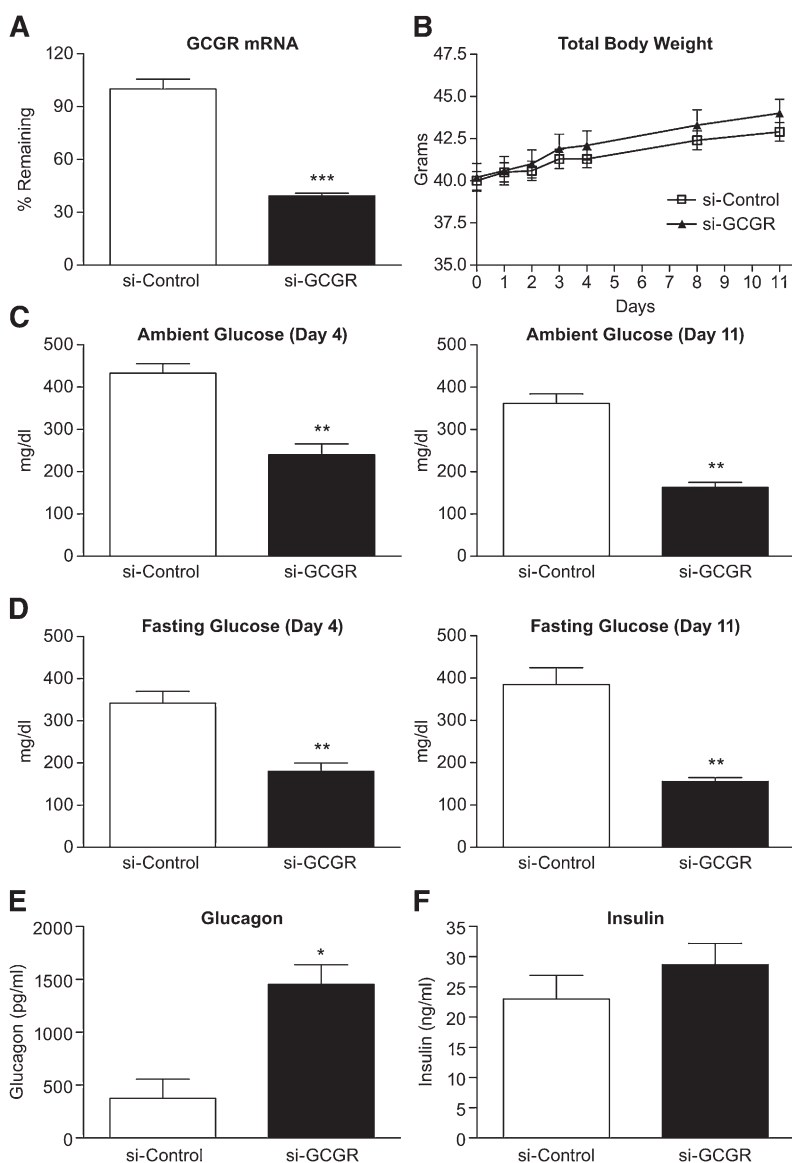 A
GCGR mRNA
% Remaining
120
90
60
30
0
***
si-Control
si-GCGR
B
Total Body Weight
Grams
47.5
45.0
42.5
40.0
37.5
35.0
si-Control
si-GCGR
0 1 2 3 4 5 6 7 8 9 10 11
Days
C
Ambient Glucose (Day 4)
mg/dl
500
400
300
200
100
0
**
si-Control
si-GCGR
Ambient Glucose (Day 11)
mg/dl
500
400
300
200
100
0
**
si-Control
si-GCGR
D
Fasting Glucose (Day 4)
mg/dl
500
400
300
200
100
0
**
si-Control
si-GCGR
Fasting Glucose (Day 11)
mg/dl
500
400
300
200
100
0
**
si-Control
si-GCGR
E
Glucagon
Glucagon (pg/ml)
2000
1500
1000
500
0
*
si-Control
si-GCGR
F
Insulin
Insulin (ng/ml)
35
30
25
20
15
10
5
0
si-Control
si-GCGR